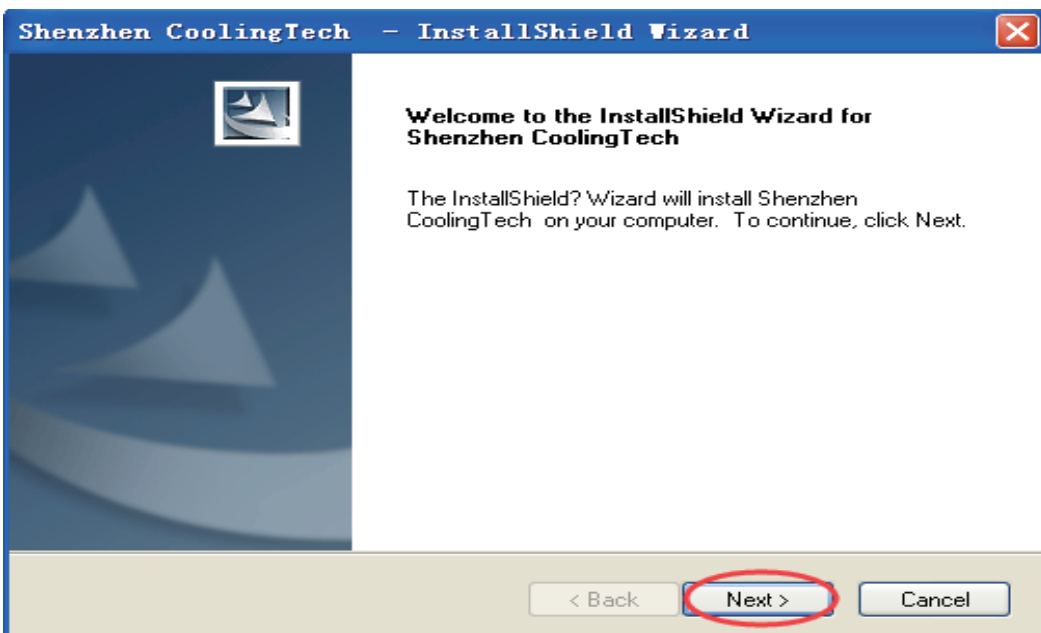 Shenzhen CoolingTech - InstallShield Wizard
Welcome to the InstallShield Wizard for
Shenzhen CoolingTech
The InstallShield? Wizard will install Shenzhen
CoolingTech on your computer. To continue, click Next.
< Back
Next >
Cancel